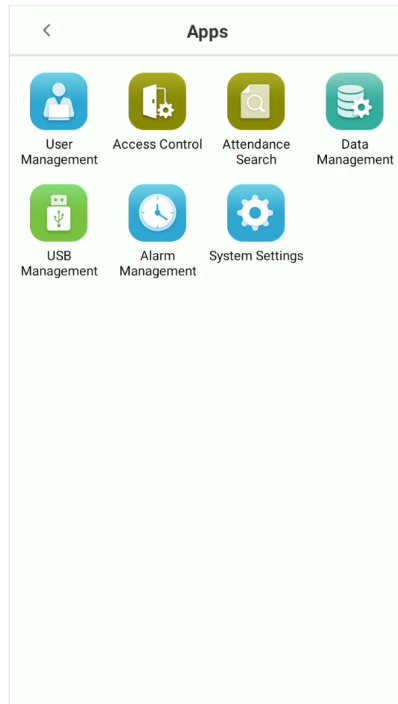 Apps
User
Management
Access Control
Attendance
Search
Data
Management
USB
Management
Alarm
Management
System Settings